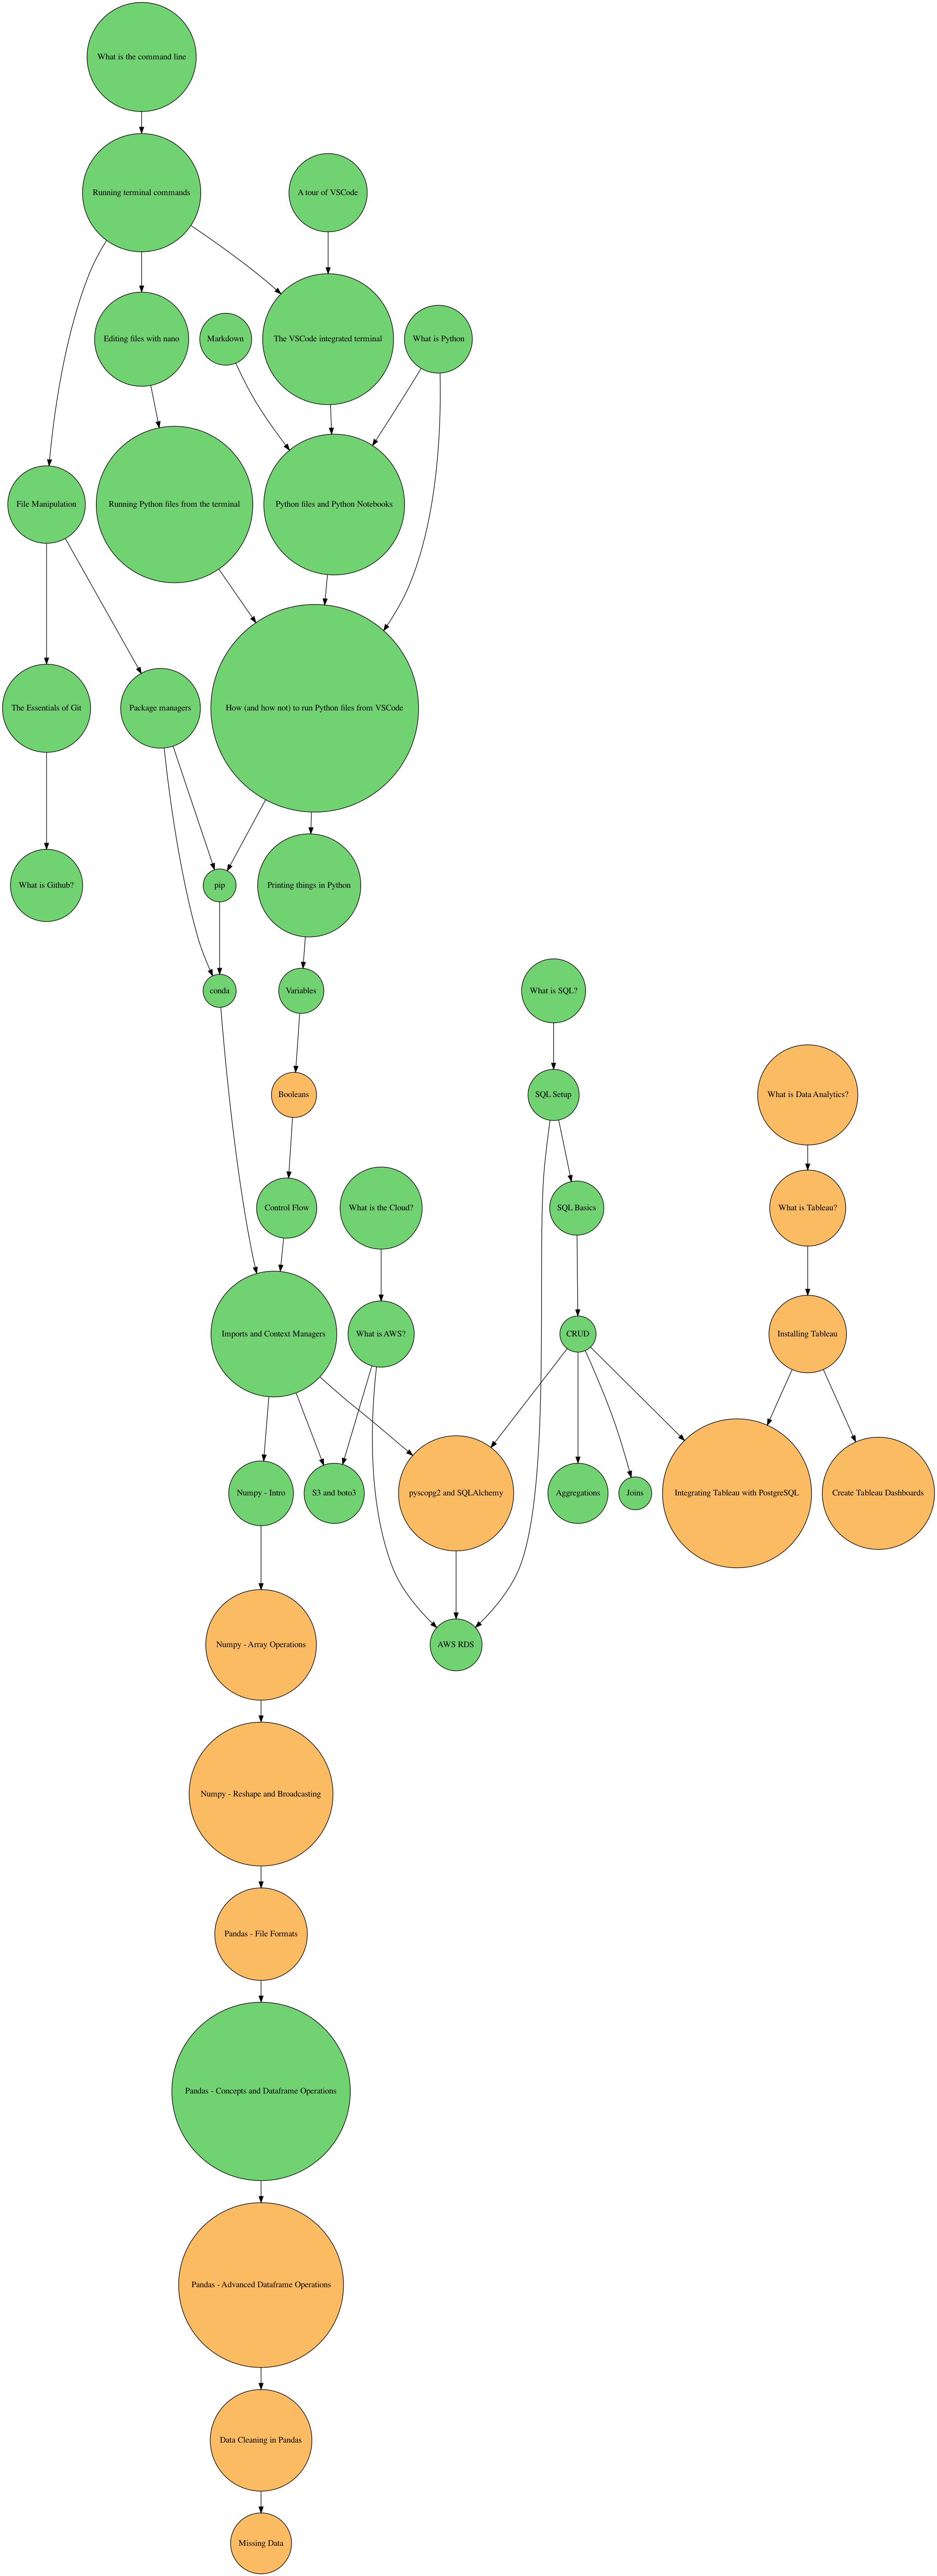 What is the command line
Running terminal commands
A tour of VSCode
Editing files with nano
Markdown
The VSCode integrated terminal
What is Python
File Manipulation
Running Python files from the terminal
Python files and Python Notebooks
The Essentials of Git
Package managers
How (and how not) to run Python files from VSCode
What is Github?
pip
Printing things in Python
conda
Variables
What is SQL?
Booleans
SQL Setup
What is Data Analytics?
Control Flow
What is the Cloud?
SQL Basics
What is Tableau?
Imports and Context Managers
What is AWS?
CRUD
Installing Tableau
Numpy - Intro
S3 and boto3
pyscopg2 and SQLAlchemy
Aggregations
Joins
Integrating Tableau with PostgreSQL
Create Tableau Dashboards
Numpy - Array Operations
AWS RDS
Numpy - Reshape and Broadcasting
Pandas - File Formats
Pandas - Concepts and Dataframe Operations
Pandas - Advanced Dataframe Operations
Data Cleaning in Pandas
Missing Data